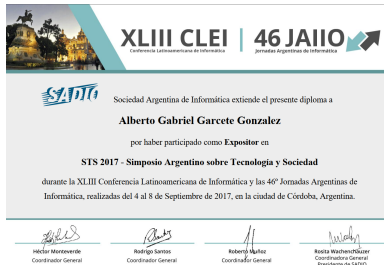 XLIII CLEI | 46 JAIIO
Conferencia Latinoamericana de Informática
Jornadas Argentinas de Informática
SADIO
Sociedad Argentina de Informática extiende el presente diploma a
Alberto Gabriel Garcete Gonzalez
por haber participado como Expositor en
STS 2017 - Simposio Argentino sobre Tecnología y Sociedad
durante la XLIII Conferencia Latinoamericana de Informática y las 46º Jornadas Argentinas de
Informática, realizadas del 4 al 8 de Septiembre de 2017, en la ciudad de Córdoba, Argentina.
Héctor Monteverde
Coordinador General
Rodrigo Santos
Coordinador General
Roberto Muñoz
Coordinador General
Rosita Wachenchauzer
Coordinadora General
Presidente de SADIO